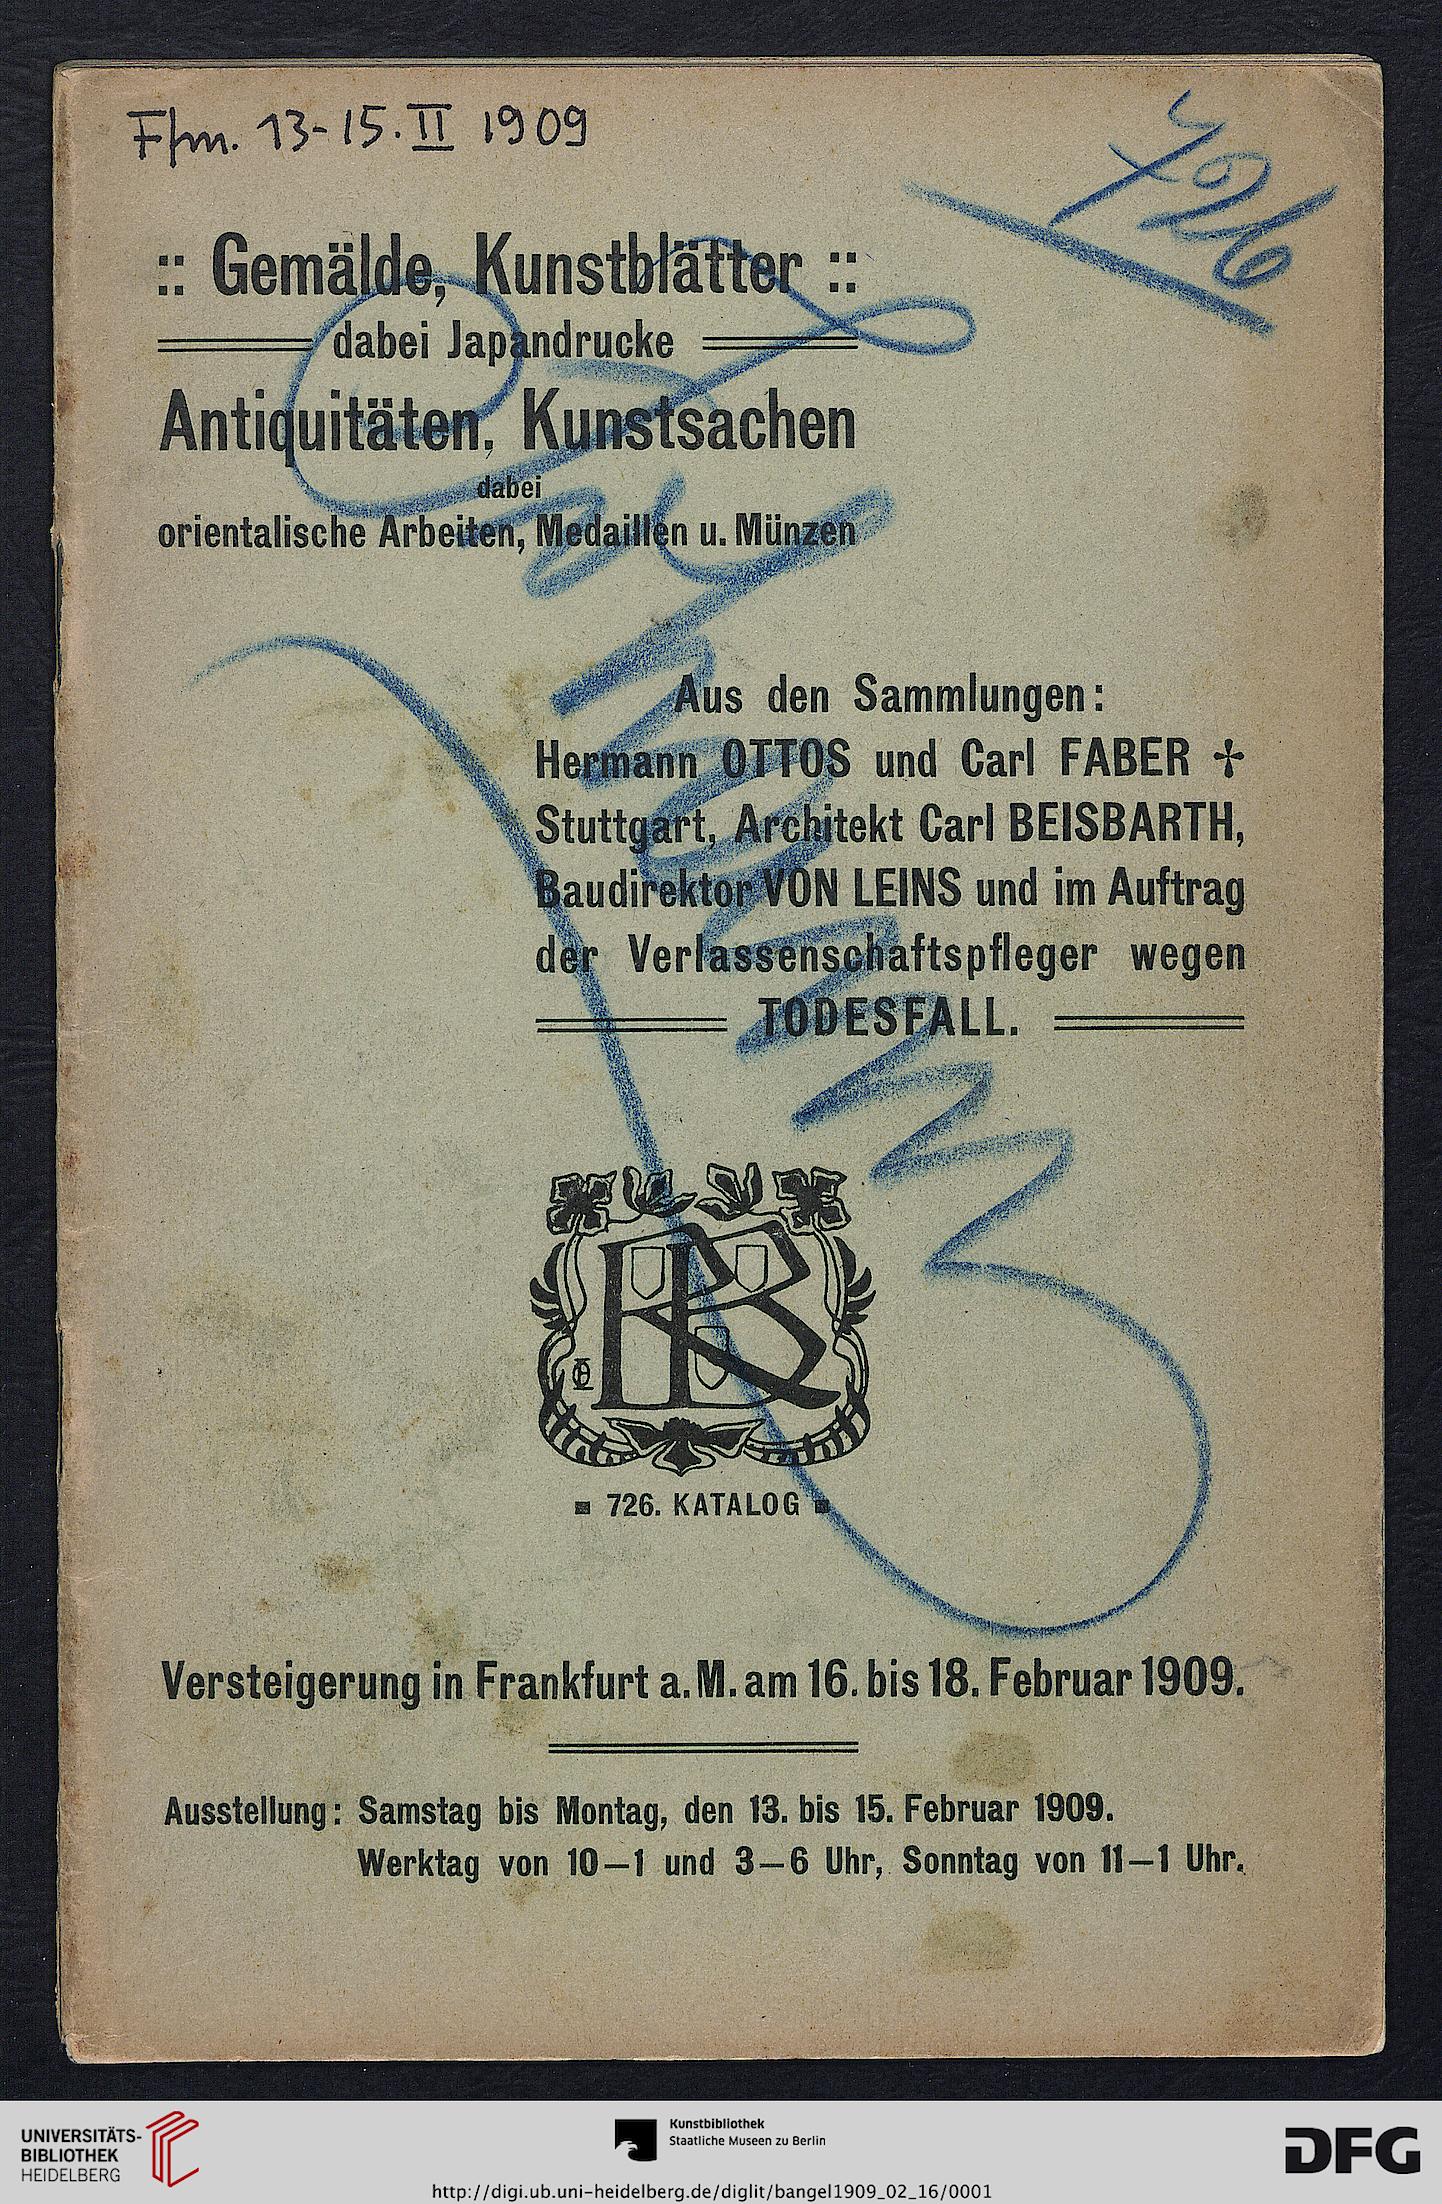 Ffm. 13-15. II 1909
726
:: Gemälde, Kunstblätter ::
dabei Japandrucke
Antiquitäten, Kunstsachen
dabei
orientalische Arbeiten, Medaillen u. Münzen
Aus den Sammlungen:
Hermann OTTOS und Carl FABER ✢
Stuttgart, Architekt Carl BEISBARTH,
Baudirektor VON LEINS und im Auftrag
der Verlassenschaftspfleger wegen
TODESFALL.
▪ 726. KATALOG ▪
Versteigerung in Frankfurt a. M. am 16. bis 18. Februar 1909.
Ausstellung: Samstag bis Montag, den 13. bis 15. Februar 1909.
Werktag von 10—1 und 3—6 Uhr, Sonntag von 11—1 Uhr.
UNIVERSITÄTS-
BIBLIOTHEK
HEIDELBERG
Kunstbibliothek
Staatliche Museen zu Berlin
DFG
http://digi.ub.uni-heidelberg.de/diglit/bangel1909_02_16/0001